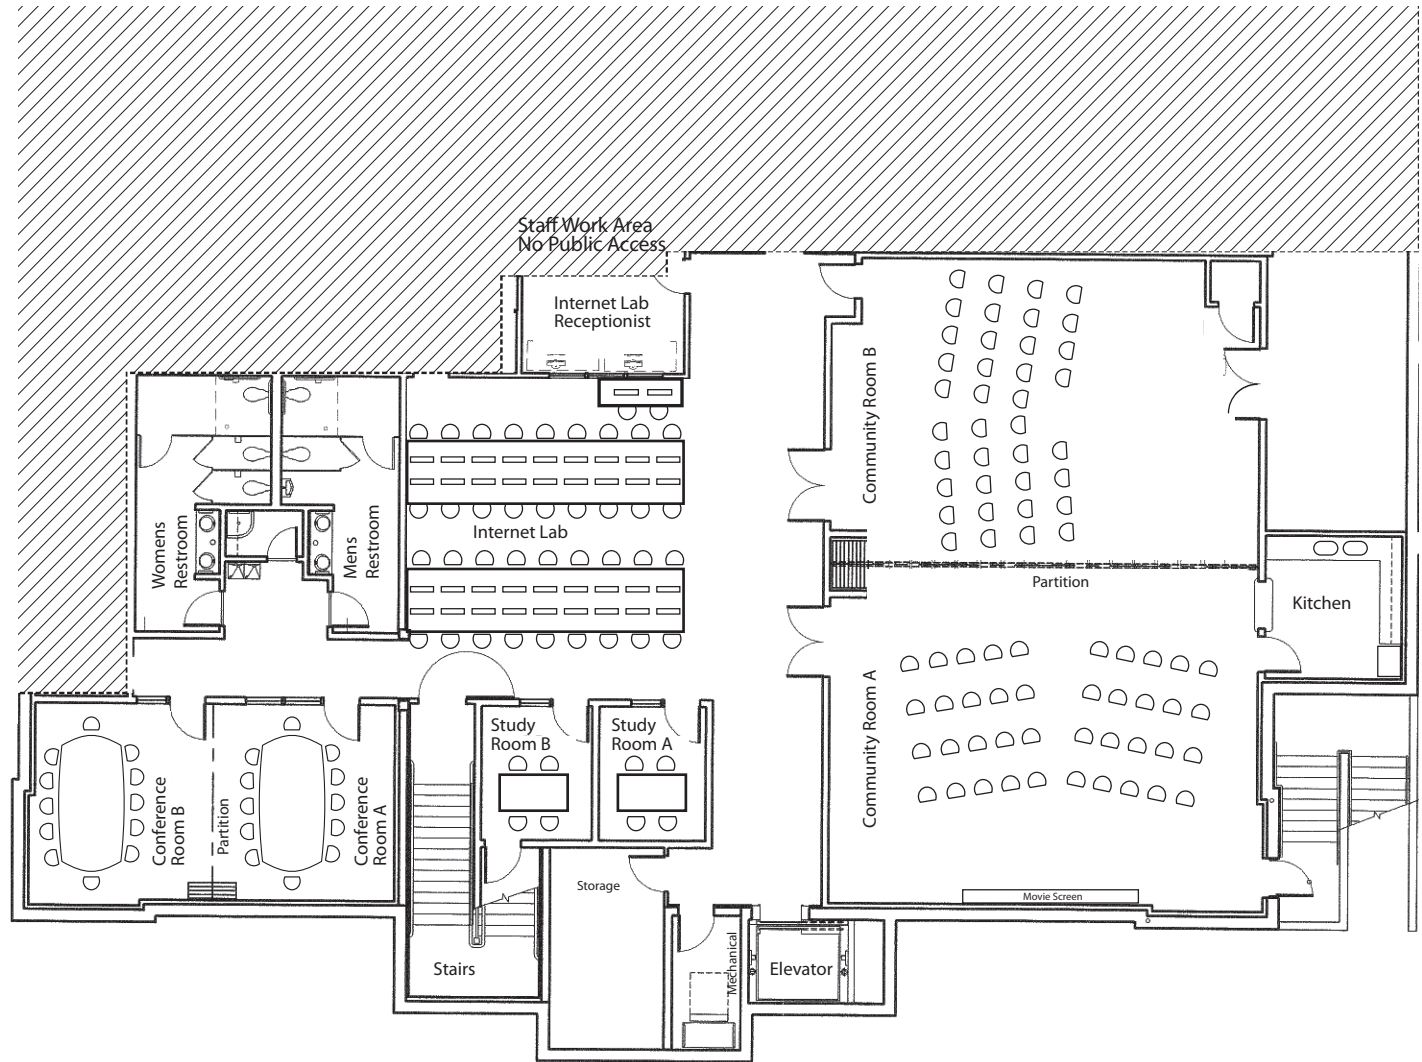 Staff Work Area
No Public Access
Internet Lab
Receptionist
Community Room B
Womens
Restroom
Mens
Restroom
Internet Lab
Partition
Kitchen
Community Room A
Study
Room B
Study
Room A
Conference
Room B
Partition
Conference
Room A
Storage
Movie Screen
Mechanical
Stairs
Elevator
N
N